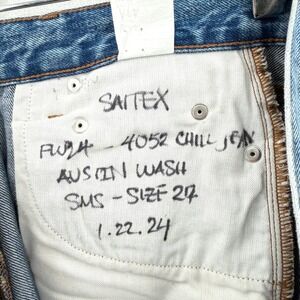 SAITEX
FW24 - 4052 CHILL JEAN
AUSTIN WASH
SMS - SIZE 27
1.22.24